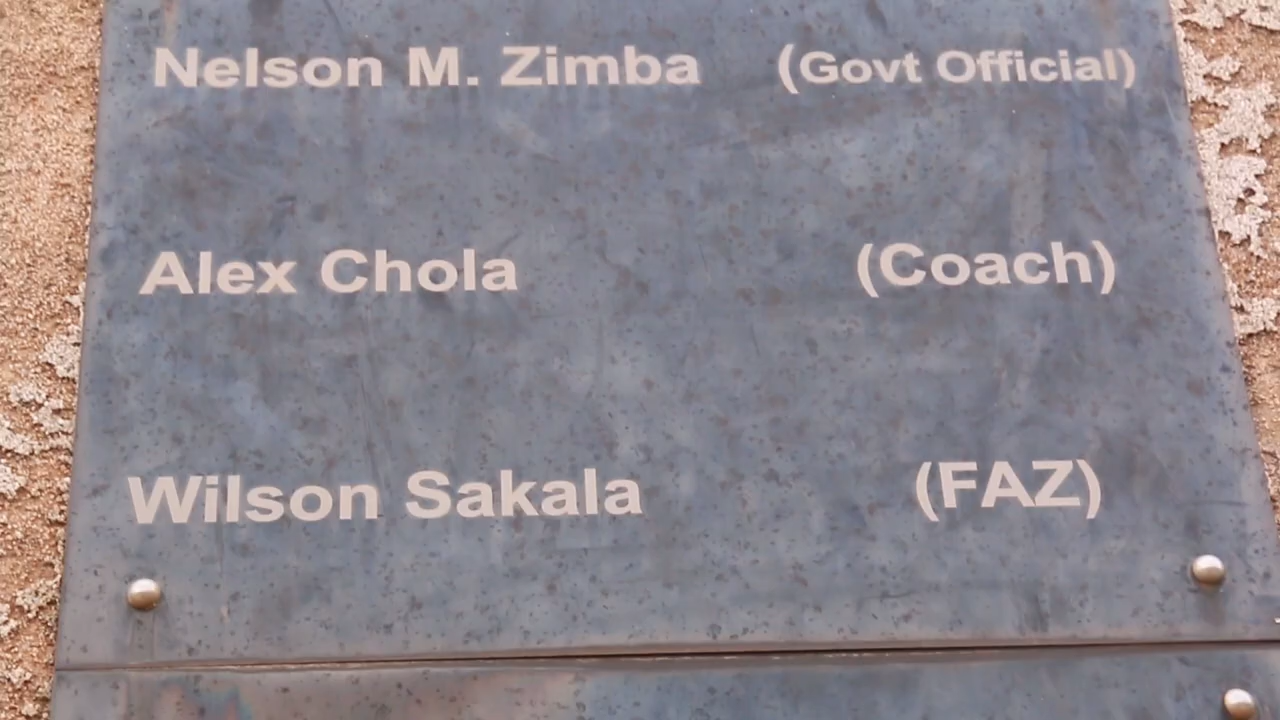 Nelson M. Zimba (Govt Official)
Alex Chola (Coach)
Wilson Sakala (FAZ)